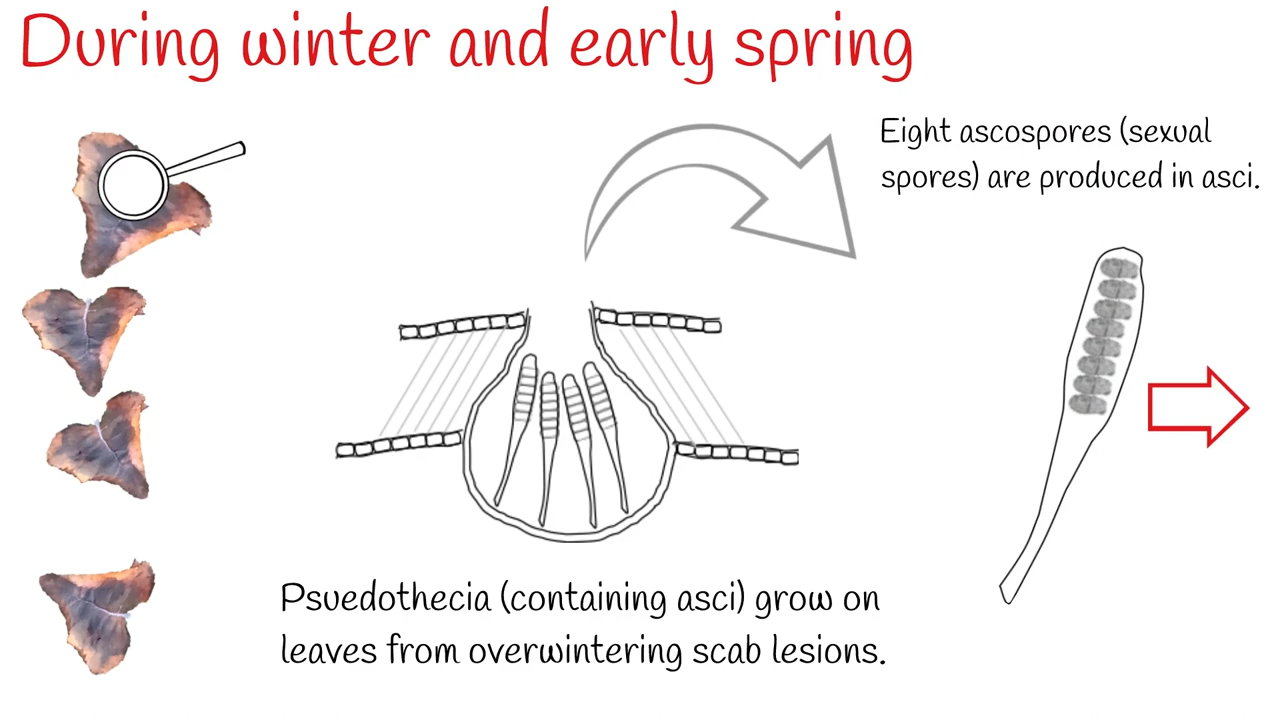 During winter and early spring
Eight ascospores (sexual
spores) are produced in asci.
Psuedothecia (containing asci) grow on
leaves from overwintering scab lesions.